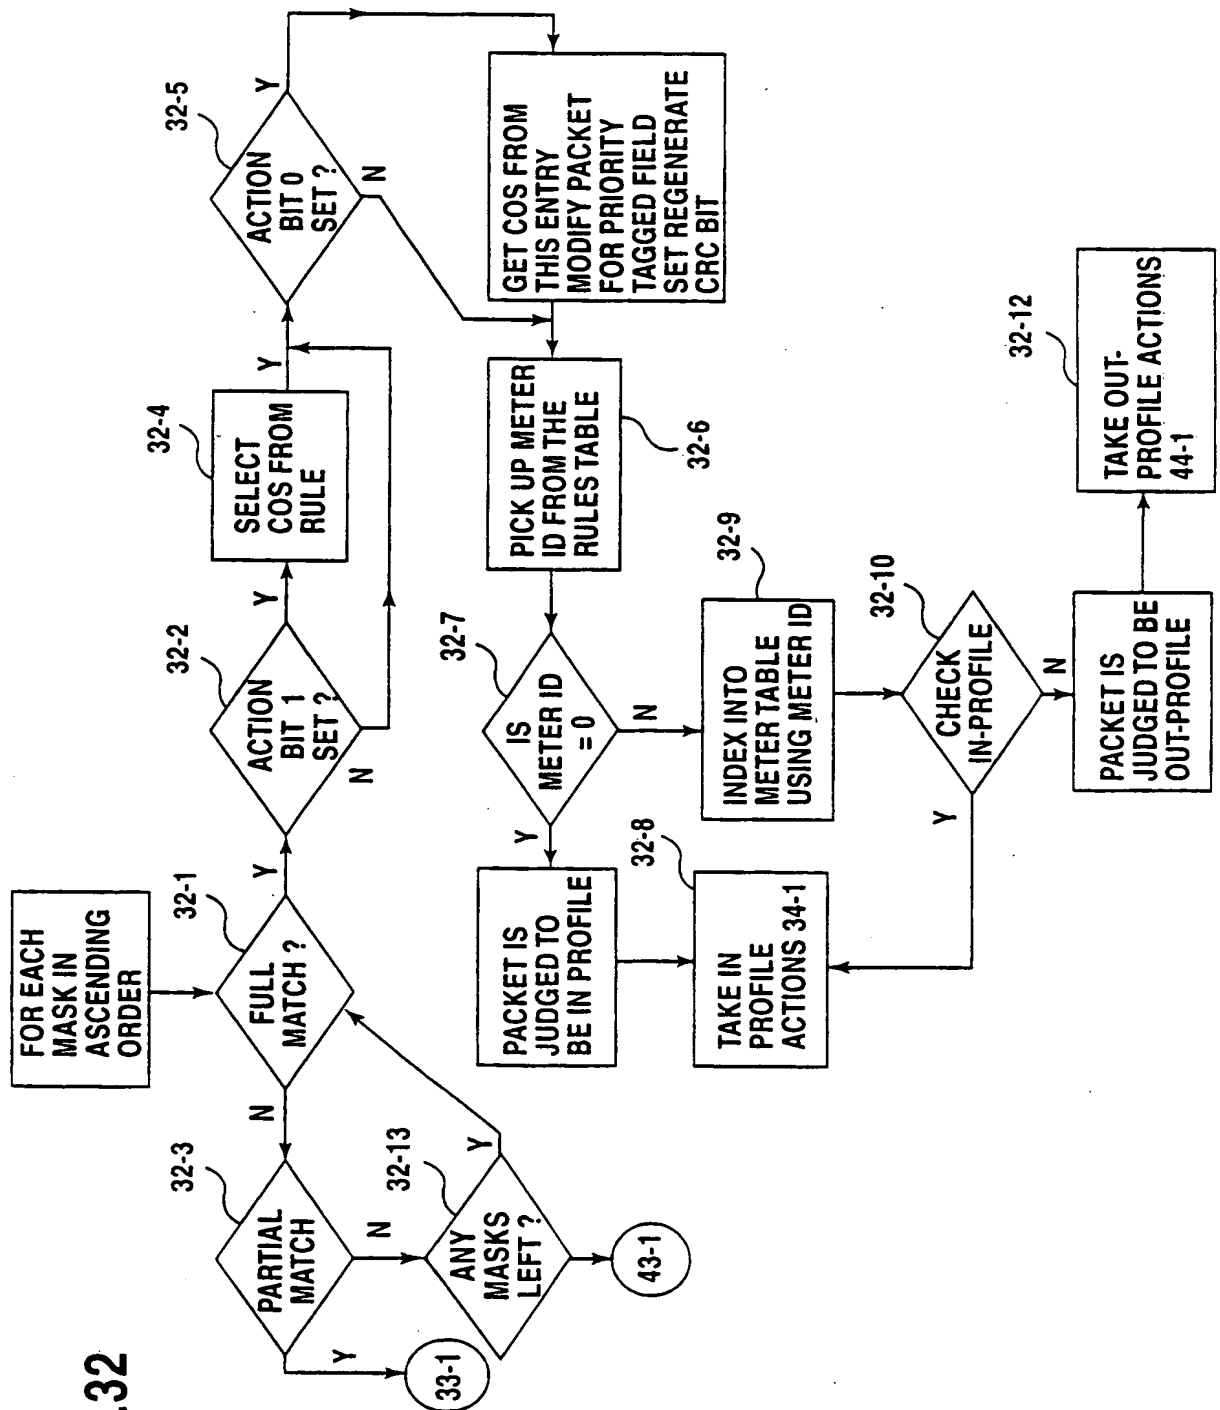 .32
FOR EACH
MASK IN
ASCENDING
ORDER
32-1
FULL
MATCH ?
Y
N
32-3
PARTIAL
MATCH
Y
33-1
N
32-13
ANY
MASKS
LEFT ?
Y
43-1
32-2
ACTION
BIT 1
SET ?
Y
N
32-4
SELECT
COS FROM
RULE
Y
32-5
ACTION
BIT 0
SET ?
Y
N
GET COS FROM
THIS ENTRY
MODIFY PACKET
FOR PRIORITY
TAGGED FIELD
SET REGENERATE
CRC BIT
PICK UP METER
ID FROM THE
RULES TABLE
32-6
32-7
IS
METER ID
= 0
Y
N
PACKET IS
JUDGED TO
BE IN PROFILE
32-8
TAKE IN
PROFILE
ACTIONS 34-1
32-9
INDEX INTO
METER TABLE
USING METER ID
32-10
CHECK
IN-PROFILE
Y
N
PACKET IS
JUDGED TO BE
OUT-PROFILE
32-12
TAKE OUT-
PROFILE ACTIONS
44-1